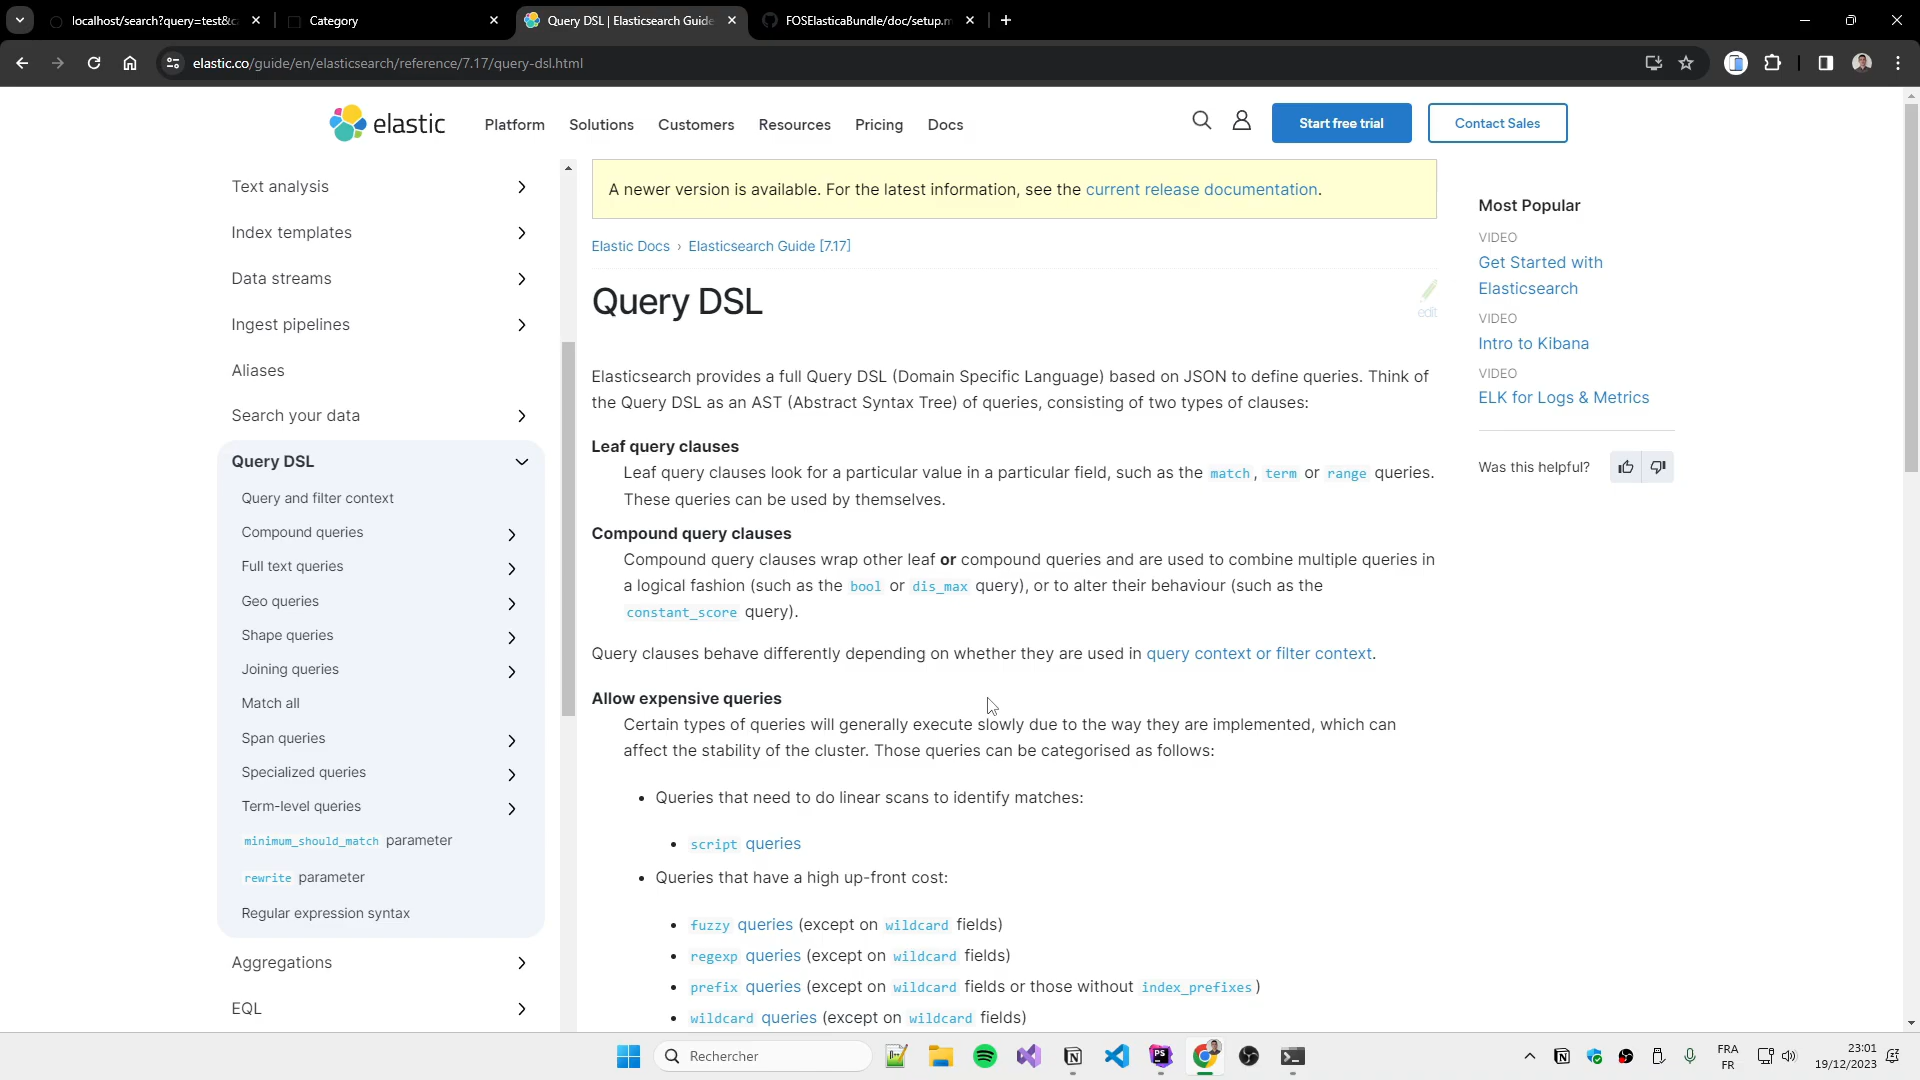 localhost/search?query=test&c
Category
Query DSL | Elasticsearch Guide
FOSElasticaBundle/doc/setup.m
elastic.co/guide/en/elasticsearch/reference/7.17/query-dsl.html
elastic
Platform
Solutions
Customers
Resources
Pricing
Docs
Start free trial
Contact Sales
Text analysis
Index templates
Data streams
Ingest pipelines
Aliases
Search your data
Query DSL
Query and filter context
Compound queries
Full text queries
Geo queries
Shape queries
Joining queries
Match all
Span queries
Specialized queries
Term-level queries
minimum_should_match parameter
rewrite parameter
Regular expression syntax
Aggregations
EQL
A newer version is available. For the latest information, see the current release documentation.
Elastic Docs › Elasticsearch Guide [7.17]
Query DSL
edit
Elasticsearch provides a full Query DSL (Domain Specific Language) based on JSON to define queries. Think of
the Query DSL as an AST (Abstract Syntax Tree) of queries, consisting of two types of clauses:
Leaf query clauses
Leaf query clauses look for a particular value in a particular field, such as the match, term or range queries.
These queries can be used by themselves.
Compound query clauses
Compound query clauses wrap other leaf or compound queries and are used to combine multiple queries in
a logical fashion (such as the bool or dis_max query), or to alter their behaviour (such as the
constant_score query).
Query clauses behave differently depending on whether they are used in query context or filter context.
Allow expensive queries
Certain types of queries will generally execute slowly due to the way they are implemented, which can
affect the stability of the cluster. Those queries can be categorised as follows:
• Queries that need to do linear scans to identify matches:
• script queries
• Queries that have a high up-front cost:
• fuzzy queries (except on wildcard fields)
• regexp queries (except on wildcard fields)
• prefix queries (except on wildcard fields or those without index_prefixes)
• wildcard queries (except on wildcard fields)
Most Popular
VIDEO
Get Started with
Elasticsearch
VIDEO
Intro to Kibana
VIDEO
ELK for Logs & Metrics
Was this helpful?
Rechercher
PS
FRA
FR
23:01
19/12/2023